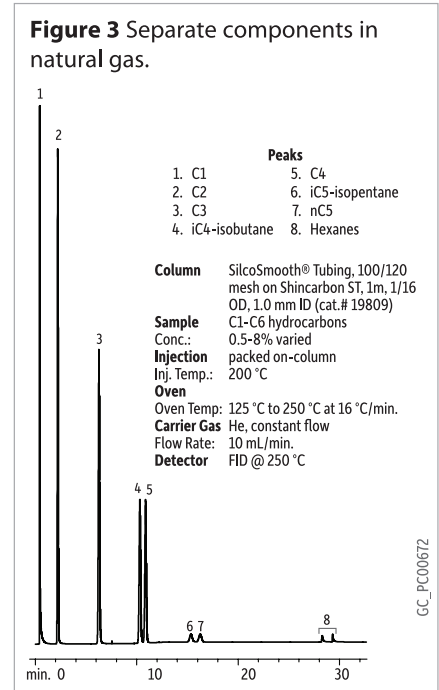 Figure 3 Separate components in
natural gas.
1
2
3
4 5
6 7
8
Peaks
1. C1
2. C2
3. C3
4. iC4-isobutane
5. C4
6. iC5-isopentane
7. nC5
8. Hexanes
Column SilcoSmooth® Tubing, 100/120
mesh on Shincarbon ST, 1m, 1/16
OD, 1.0 mm ID (cat.# 19809)
Sample C1-C6 hydrocarbons
Conc.: 0.5-8% varied
Injection packed on-column
Inj. Temp.: 200 °C
Oven
Oven Temp: 125 °C to 250 °C at 16 °C/min.
Carrier Gas He, constant flow
Flow Rate: 10 mL/min.
Detector FID @ 250 °C
GC_PC00672
min. 0 10 20 30